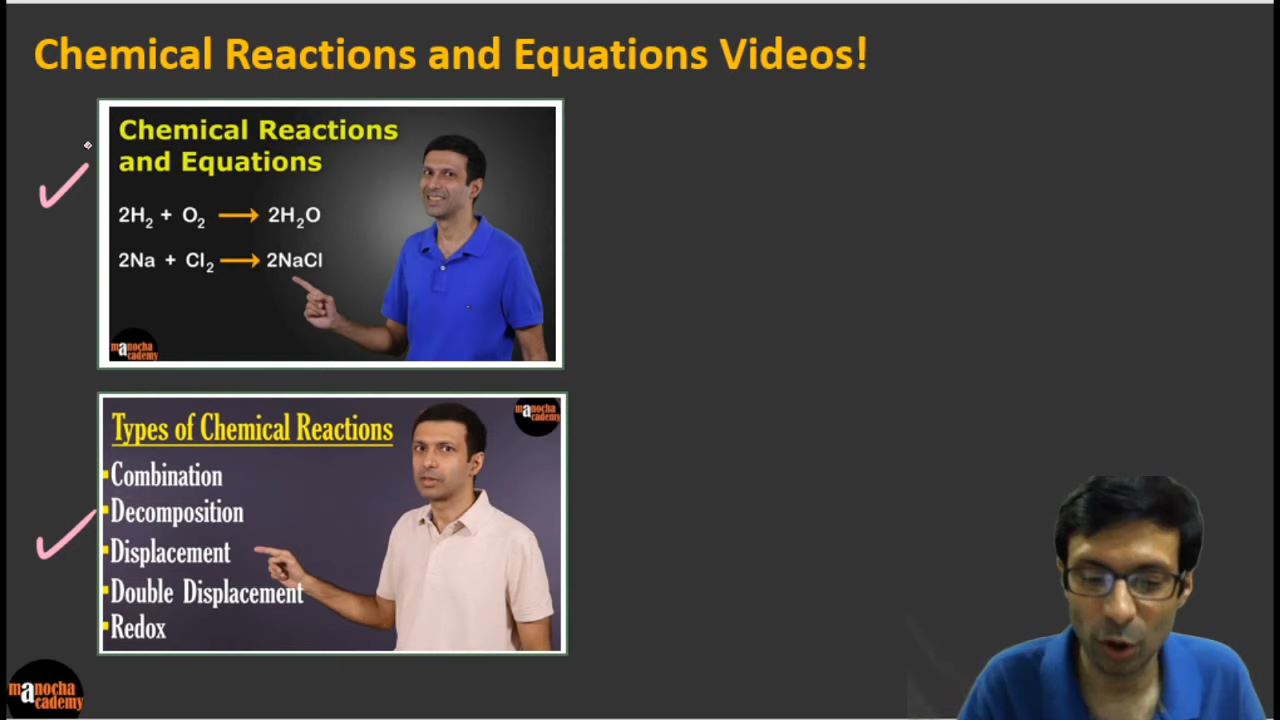 Chemical Reactions and Equations Videos!
Chemical Reactions
and Equations
2H₂ + O₂ → 2H₂O
2Na + Cl₂ → 2NaCl
manocha
academy
manocha
academy
Types of Chemical Reactions
Combination
Decomposition
Displacement
Double Displacement
Redox
manocha
academy